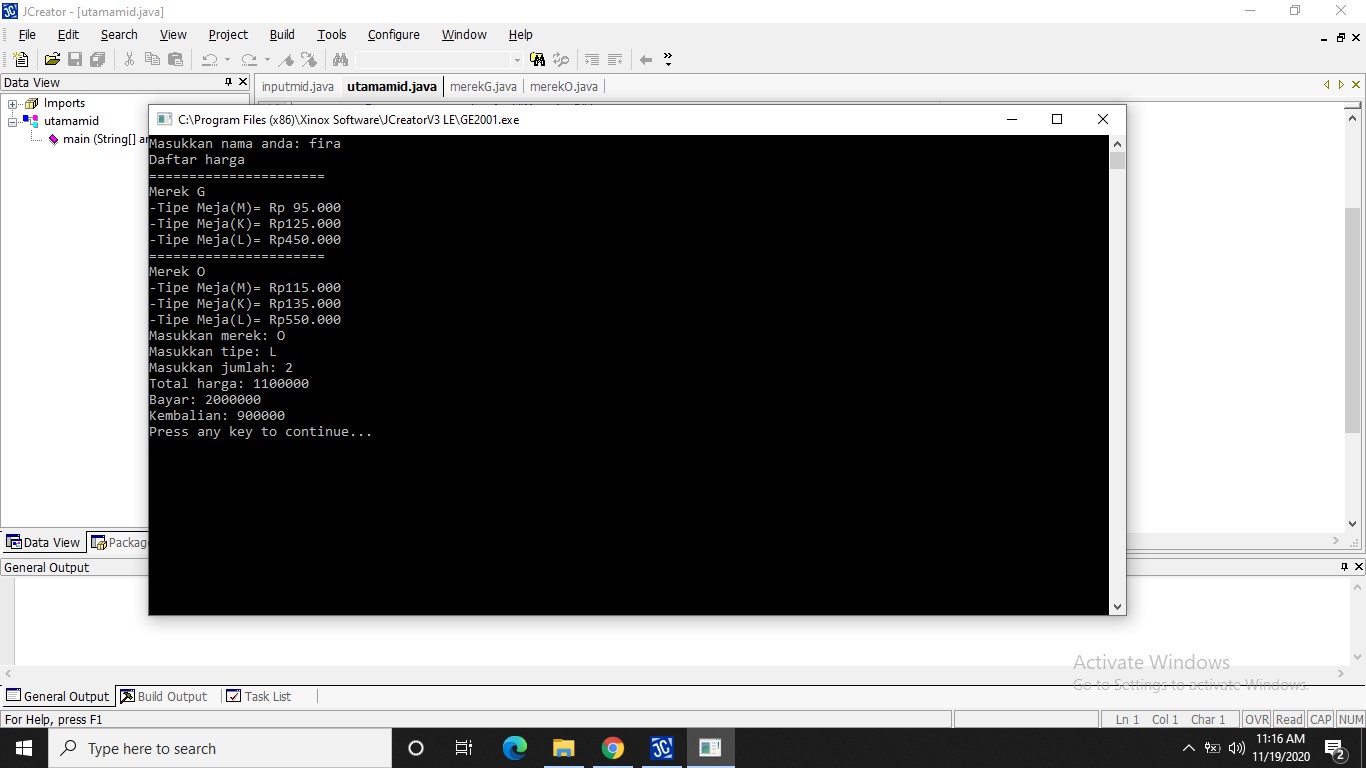 JCreator - [utamamid.java]
File Edit Search View Project Build Tools Configure Window Help
Data View
inputmid.java utamamid.java merekG.java merekO.java
Imports
utamamid
main (String[]
C:\Program Files (x86)\Xinox Software\JCreatorV3 LE\GE2001.exe
Masukkan nama anda: fira
Daftar harga
======================
Merek G
-Tipe Meja(M)= Rp 95.000
-Tipe Meja(K)= Rp125.000
-Tipe Meja(L)= Rp450.000
======================
Merek O
-Tipe Meja(M)= Rp115.000
-Tipe Meja(K)= Rp135.000
-Tipe Meja(L)= Rp550.000
Masukkan merek: O
Masukkan tipe: L
Masukkan jumlah: 2
Total harga: 1100000
Bayar: 2000000
Kembalian: 900000
Press any key to continue...
Data View Packag
General Output
Activate Windows
Go to Settings to activate Windows.
General Output Build Output Task List
For Help, press F1
Ln 1 Col 1 Char 1 OVR Read CAP NUM
Type here to search
11:16 AM
11/19/2020
2